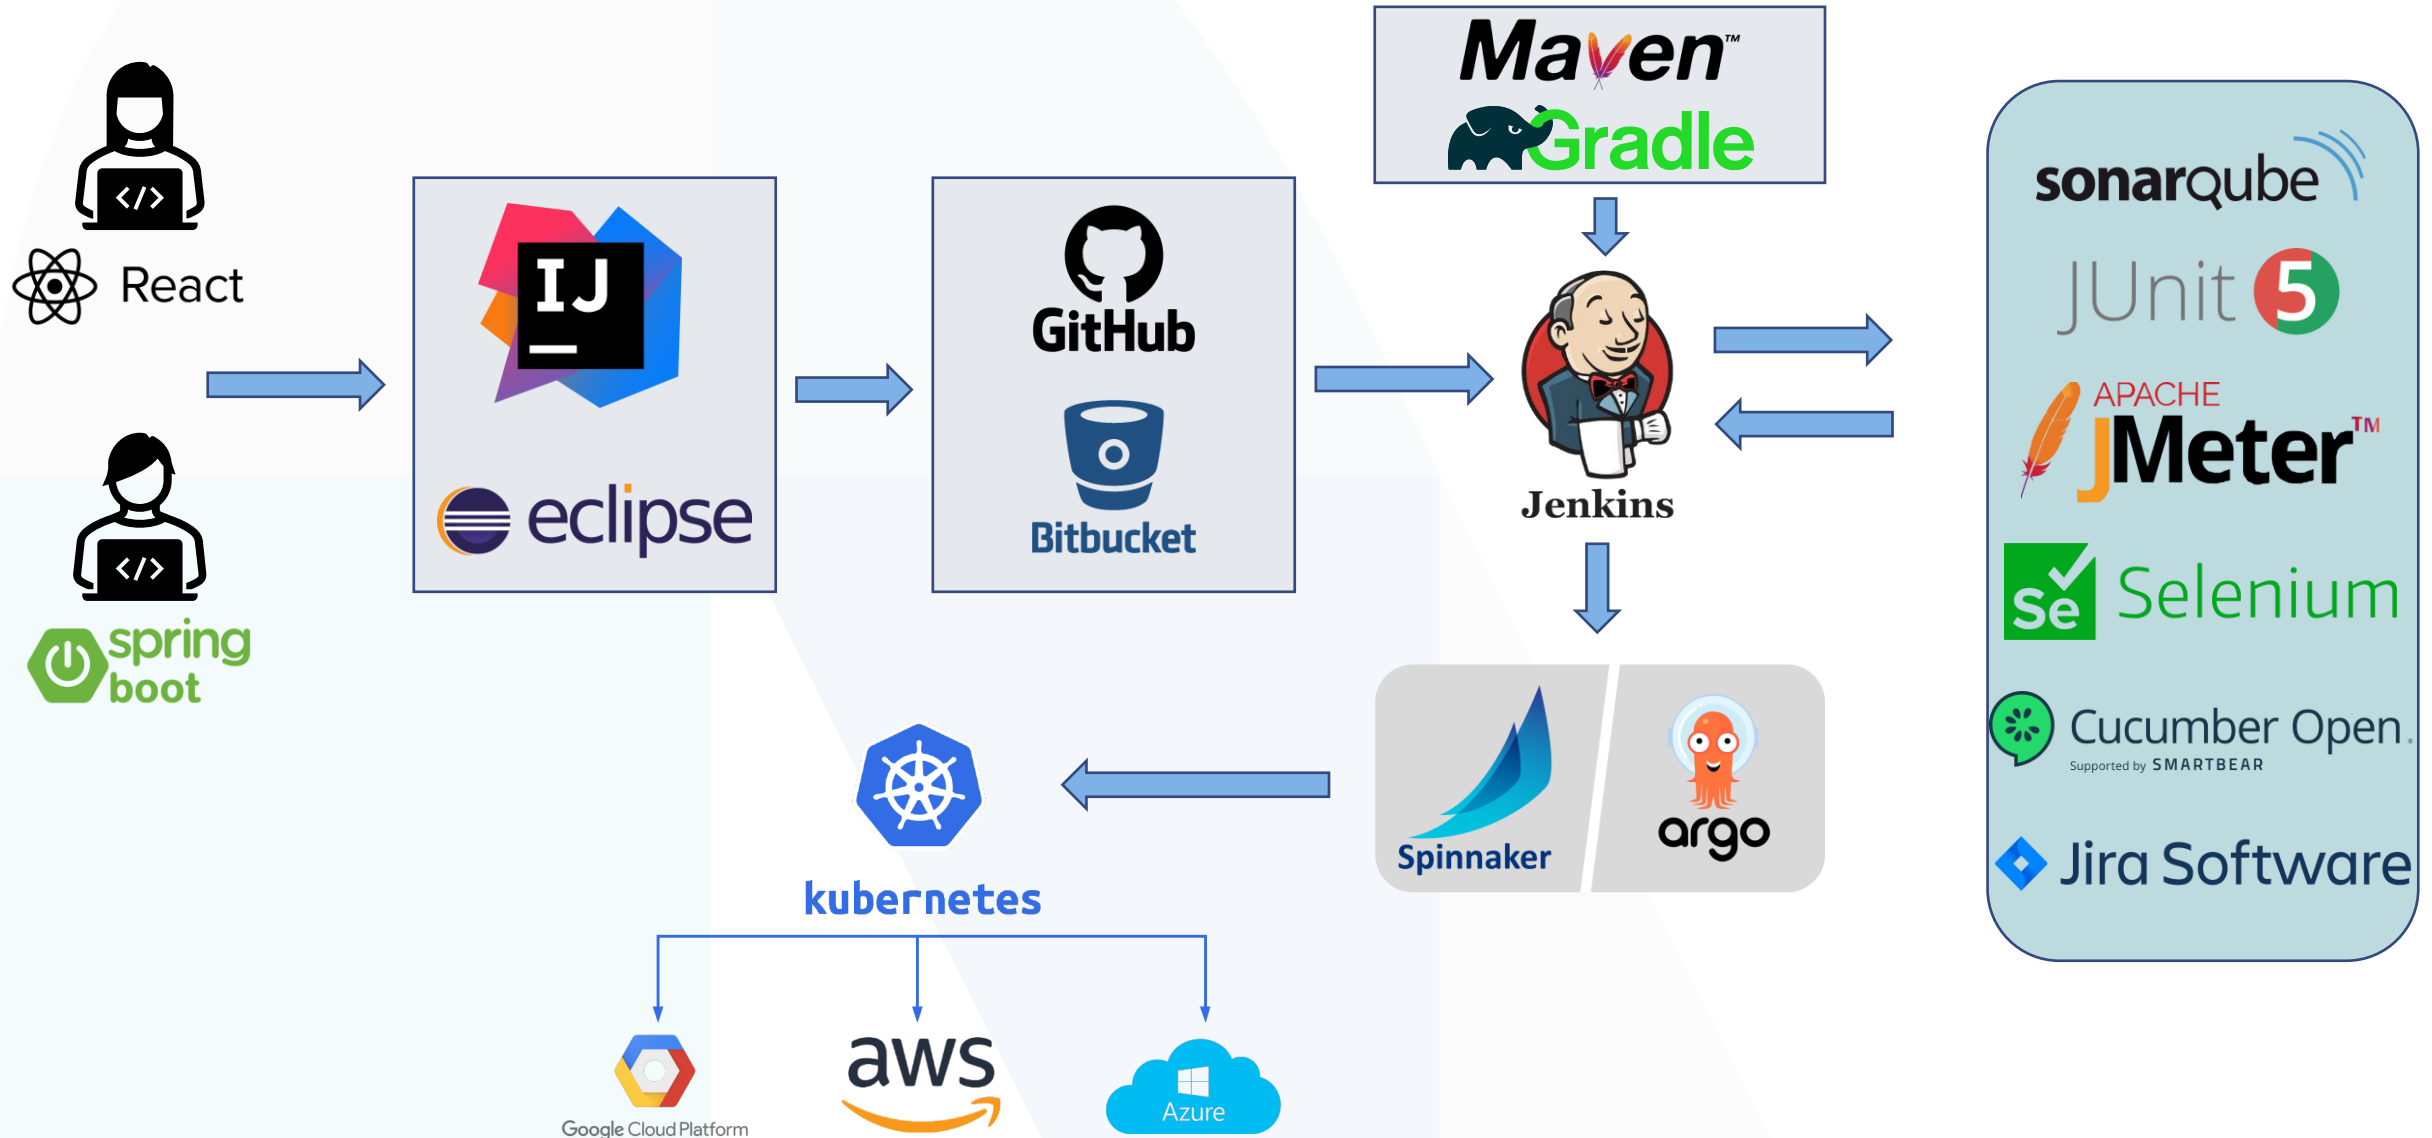 </>
React
</>
spring
boot
IJ
eclipse
GitHub
Bitbucket
Maven™
Gradle
Jenkins
Spinnaker
argo
kubernetes
Google Cloud Platform
aws
Azure
sonarqube
JUnit 5
APACHE
JMeter™
Se Selenium
Cucumber Open.
Supported by SMARTBEAR
Jira Software